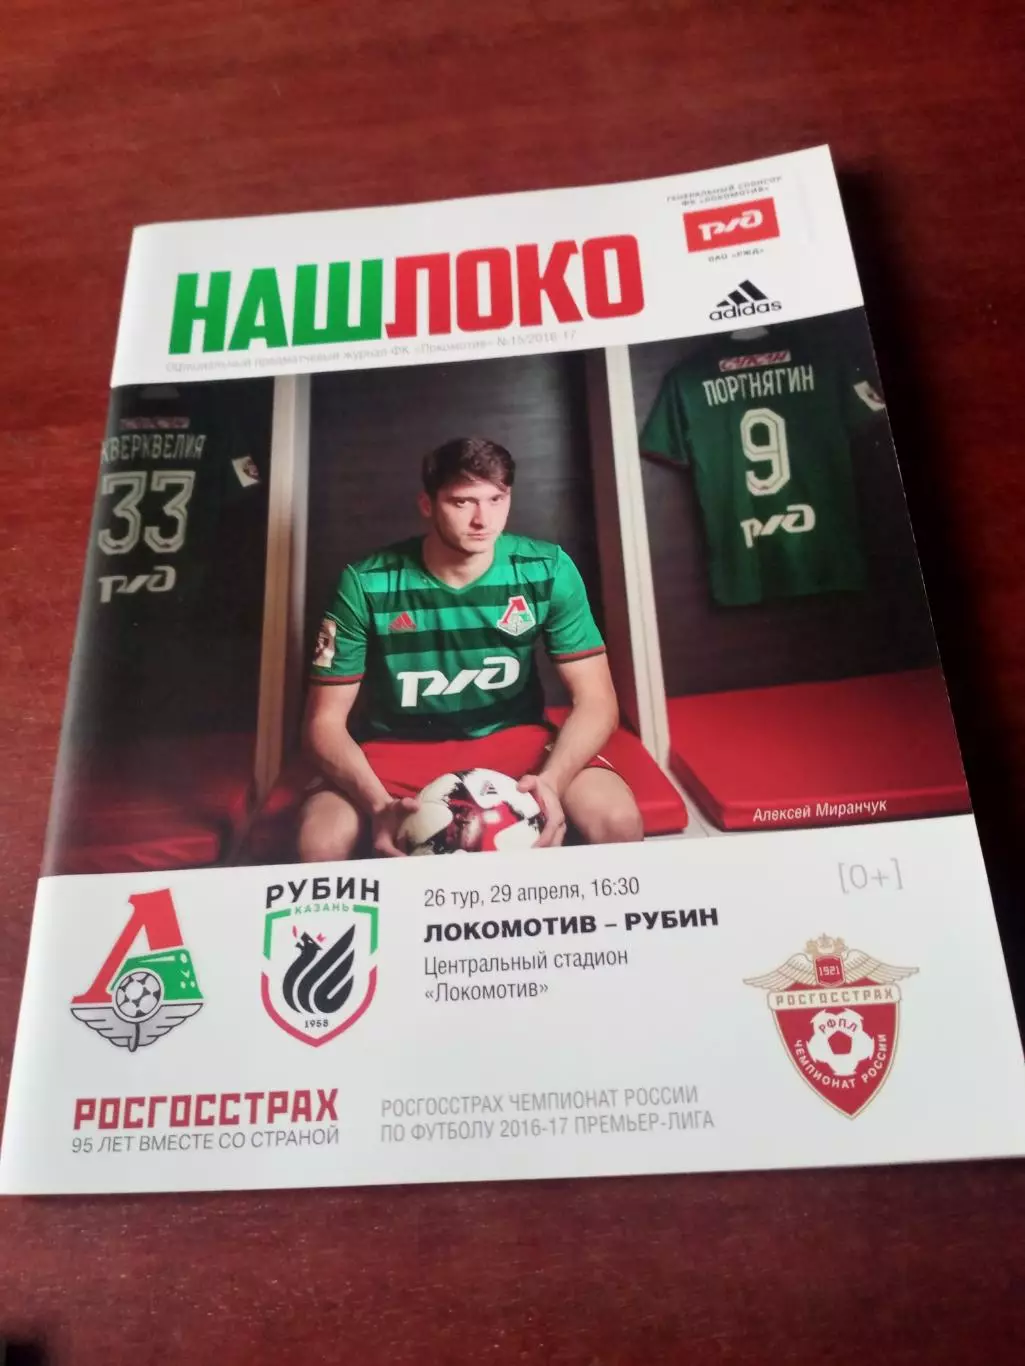 ГЕНЕРАЛЬНЫЙ СПОНСОР
ФК «ЛОКОМОТИВ»
РЖД
ОАО «РЖД»
adidas
НАШЛОКО
Официальный предматчевый журнал ФК «Локомотив» №15/2016-17
КВЕРКВЕЛИЯ
33
РЖД
САПСАН
ПОРТНЯГИН
9
РЖД
РЖД
Алексей Миранчук
РУБИН
КАЗАНЬ
1958
26 тур, 29 апреля, 16:30
ЛОКОМОТИВ – РУБИН
Центральный стадион
«Локомотив»
[0+]
1921
РОСГОССТРАХ
РФПЛ
ЧЕМПИОНАТ РОССИИ
РОСГОССТРАХ
95 ЛЕТ ВМЕСТЕ СО СТРАНОЙ
РОСГОССТРАХ ЧЕМПИОНАТ РОССИИ
ПО ФУТБОЛУ 2016-17 ПРЕМЬЕР-ЛИГА